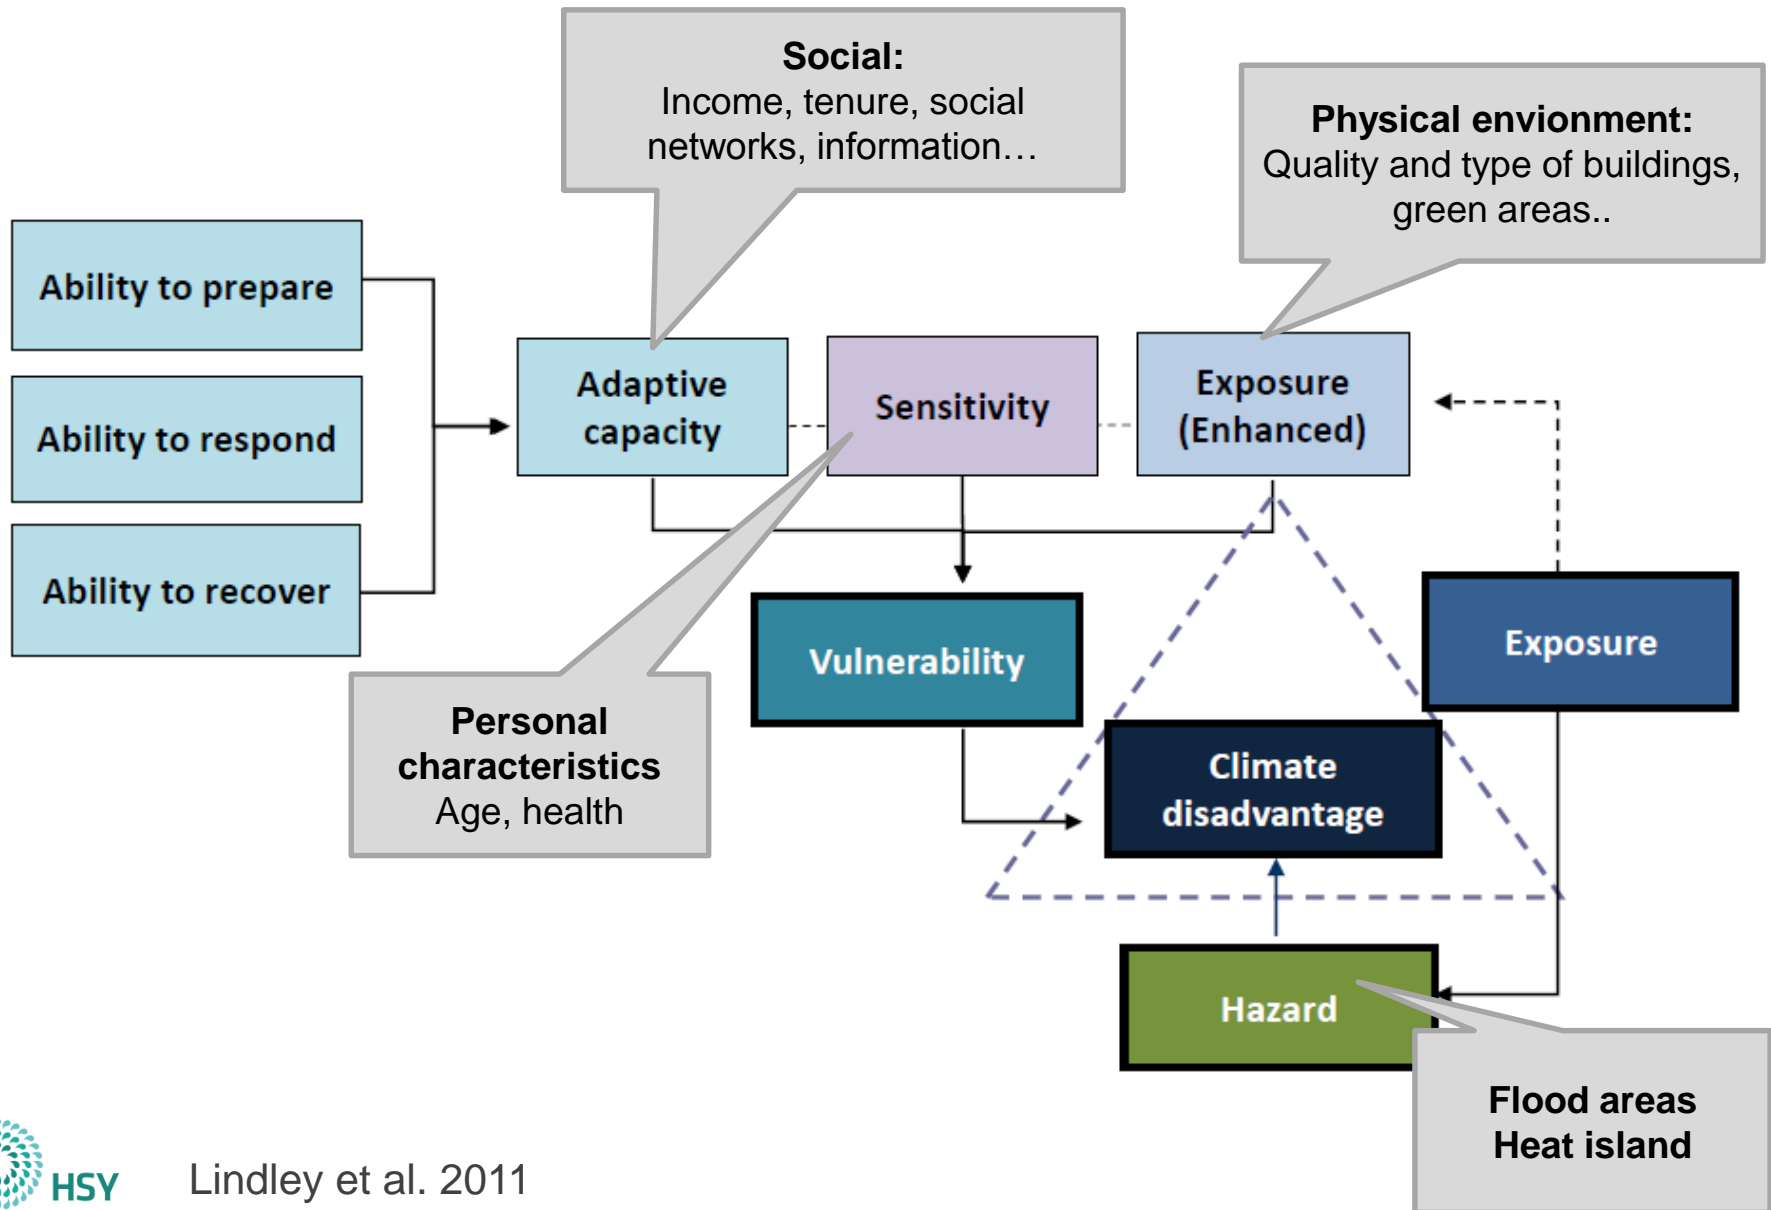 Social:
Income, tenure, social
networks, information…
Physical envionment:
Quality and type of buildings,
green areas..
Ability to prepare
Ability to respond
Ability to recover
Adaptive
capacity
Sensitivity
Exposure
(Enhanced)
Vulnerability
Exposure
Personal
characteristics
Age, health
Climate
disadvantage
Hazard
Flood areas
Heat island
HSY
Lindley et al. 2011